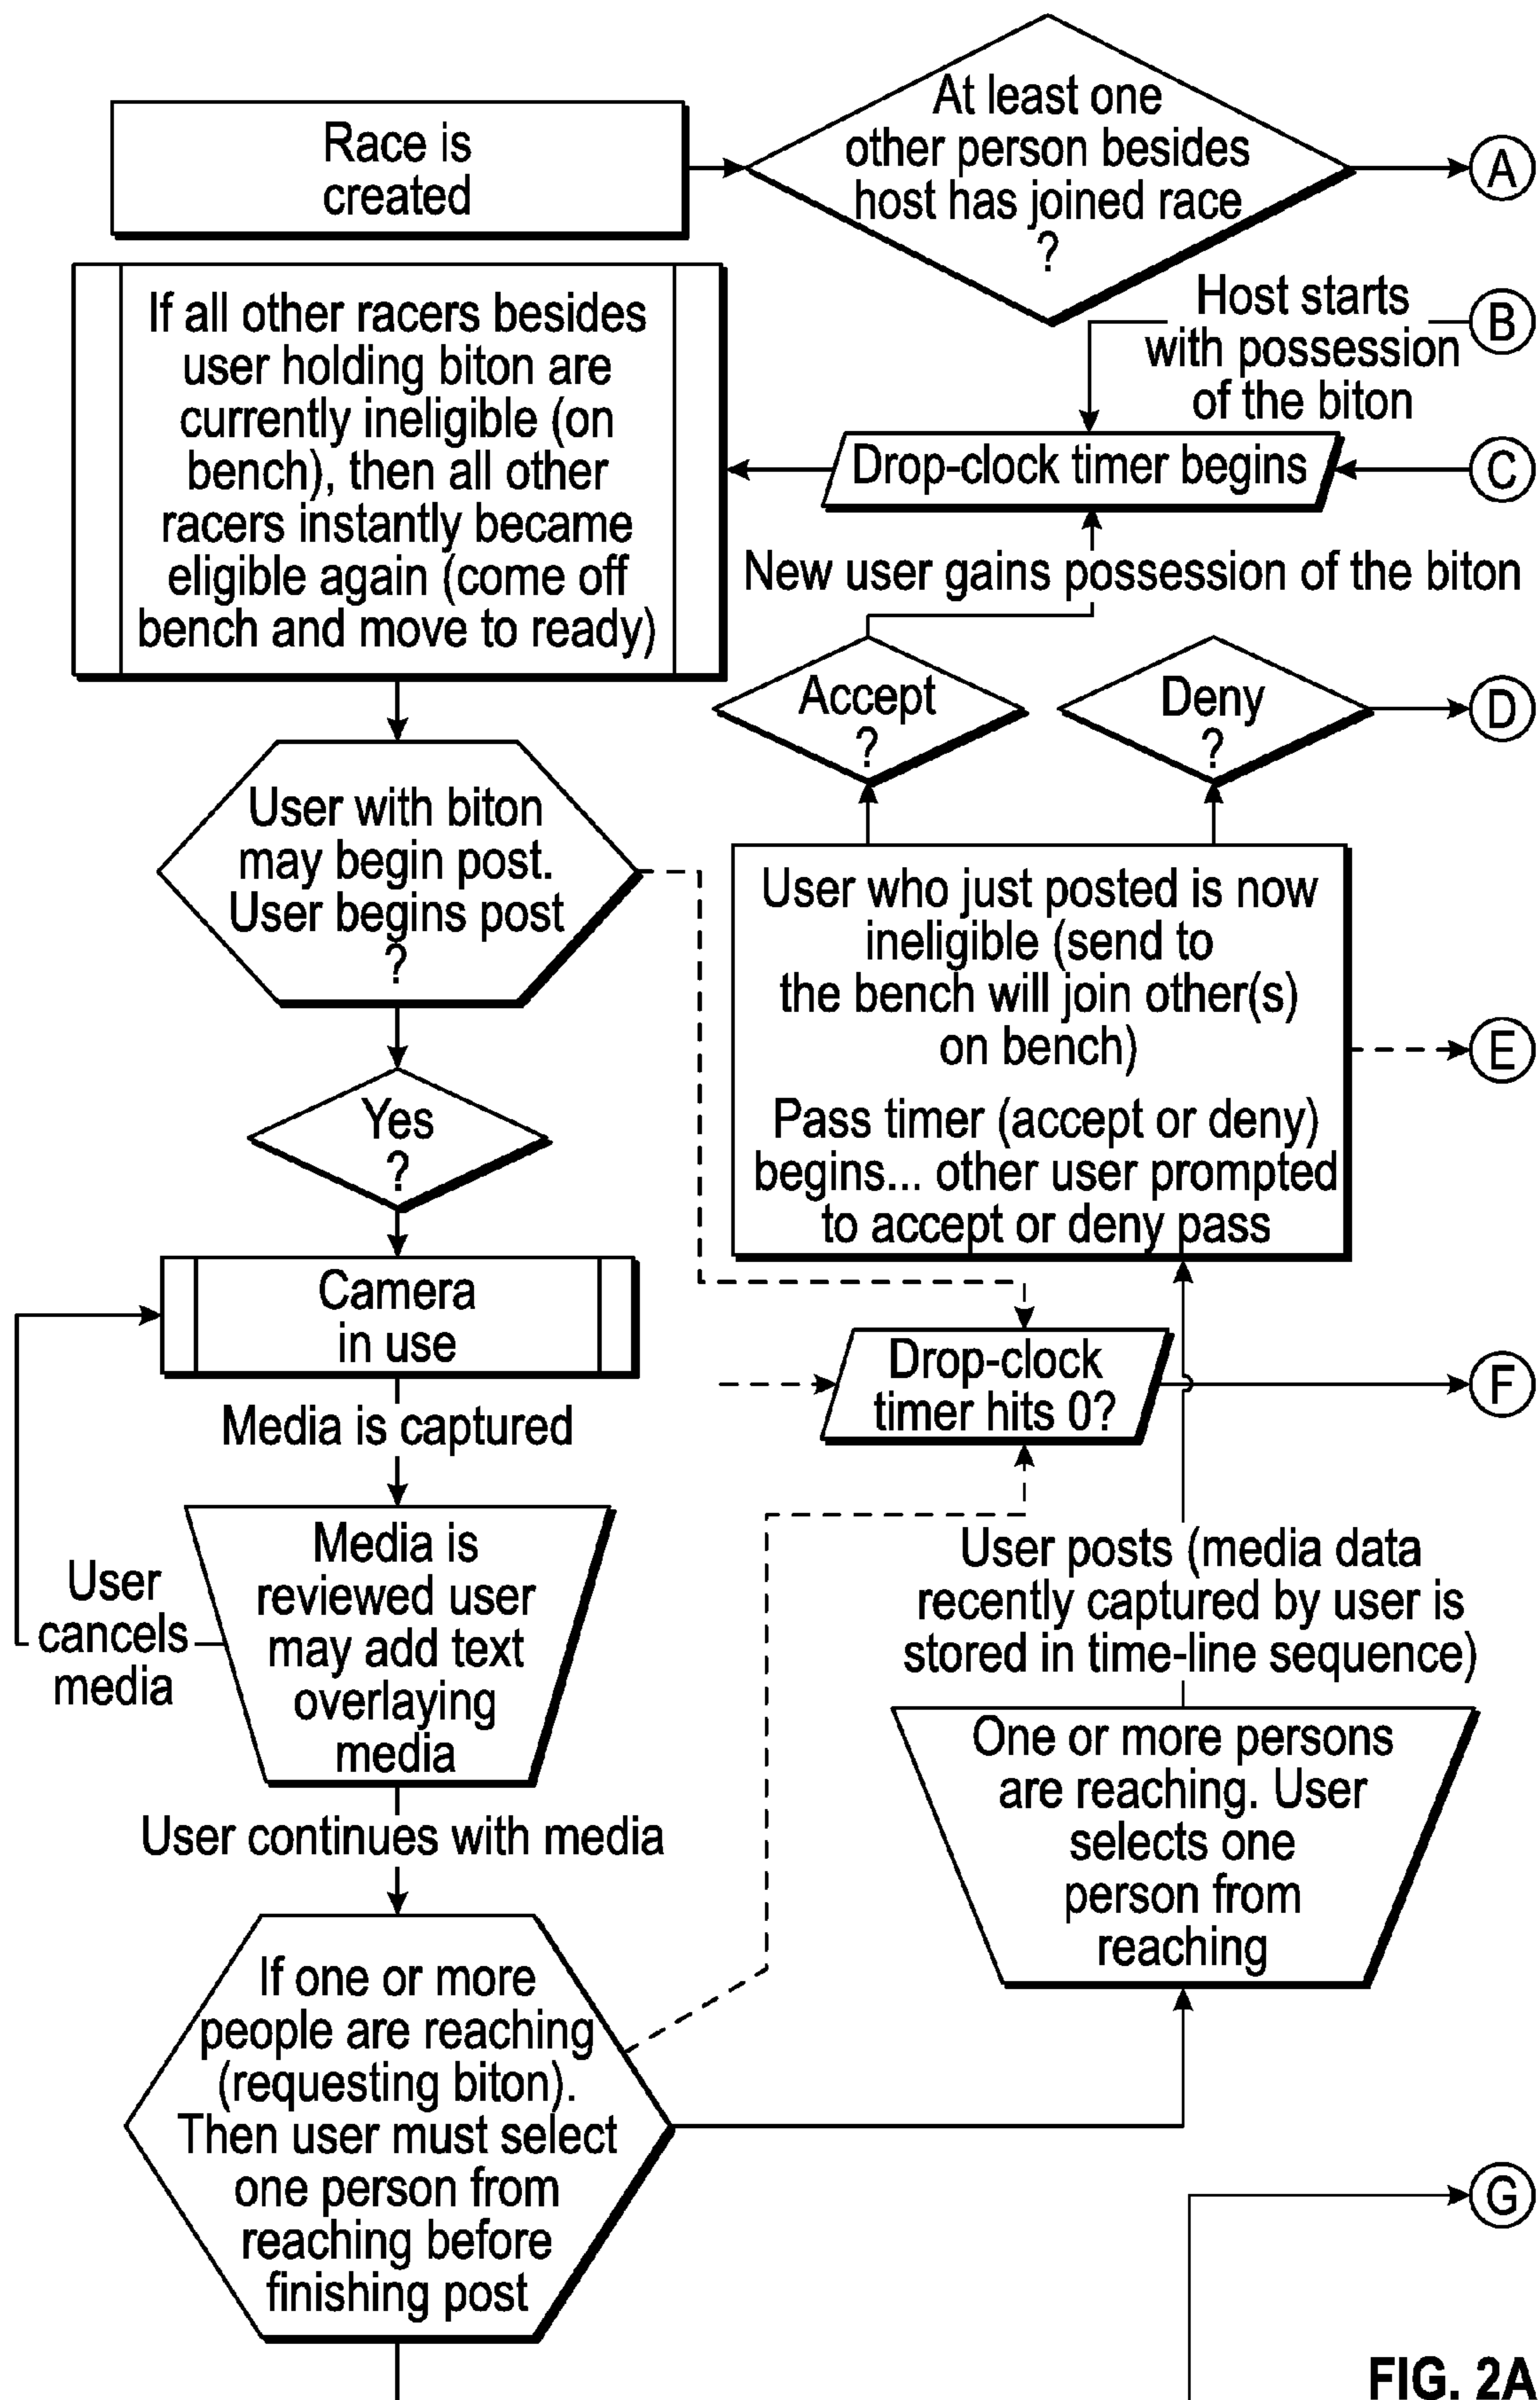 Race is
created
At least one
other person besides
host has joined race
?
A
Host starts
with possession
of the biton
B
If all other racers besides
user holding biton are
currently ineligible (on
bench), then all other
racers instantly became
eligible again (come off
bench and move to ready)
Drop-clock timer begins
C
New user gains possession of the biton
Accept
?
Deny
?
D
User with biton
may begin post.
User begins post
?
User who just posted is now
ineligible (send to
the bench will join other(s)
on bench)
Pass timer (accept or deny)
begins... other user prompted
to accept or deny pass
E
Yes
?
Camera
in use
Drop-clock
timer hits 0?
F
Media is captured
Media is
reviewed user
may add text
overlaying
media
User
cancels
media
User posts (media data
recently captured by user is
stored in time-line sequence)
One or more persons
are reaching. User
selects one
person from
reaching
User continues with media
If one or more
people are reaching
(requesting biton).
Then user must select
one person from
reaching before
finishing post
G
FIG. 2A